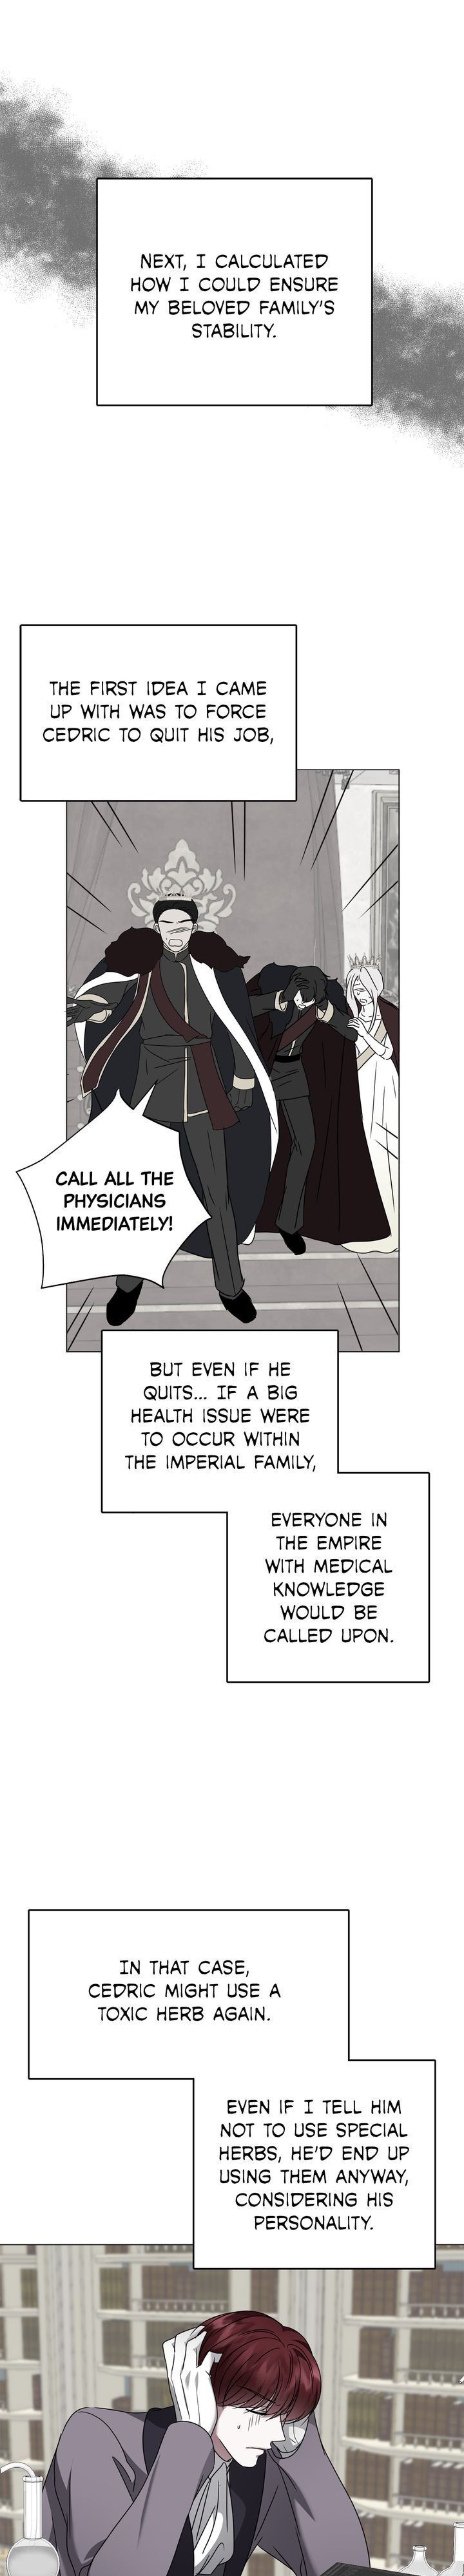 NEXT, I CALCULATED
HOW I COULD ENSURE
MY BELOVED FAMILY'S
STABILITY.
THE FIRST IDEA I CAME
UP WITH WAS TO FORCE
CEDRIC TO QUIT HIS JOB,
CALL ALL THE
PHYSICIANS
IMMEDIATELY!
BUT EVEN IF HE
QUITS... IF A BIG
HEALTH ISSUE WERE
TO OCCUR WITHIN
THE IMPERIAL FAMILY,
EVERYONE IN
THE EMPIRE
WITH MEDICAL
KNOWLEDGE
WOULD BE
CALLED UPON.
IN THAT CASE,
CEDRIC MIGHT USE A
TOXIC HERB AGAIN.
EVEN IF I TELL HIM
NOT TO USE SPECIAL
HERBS, HE'D END UP
USING THEM ANYWAY,
CONSIDERING HIS
PERSONALITY.